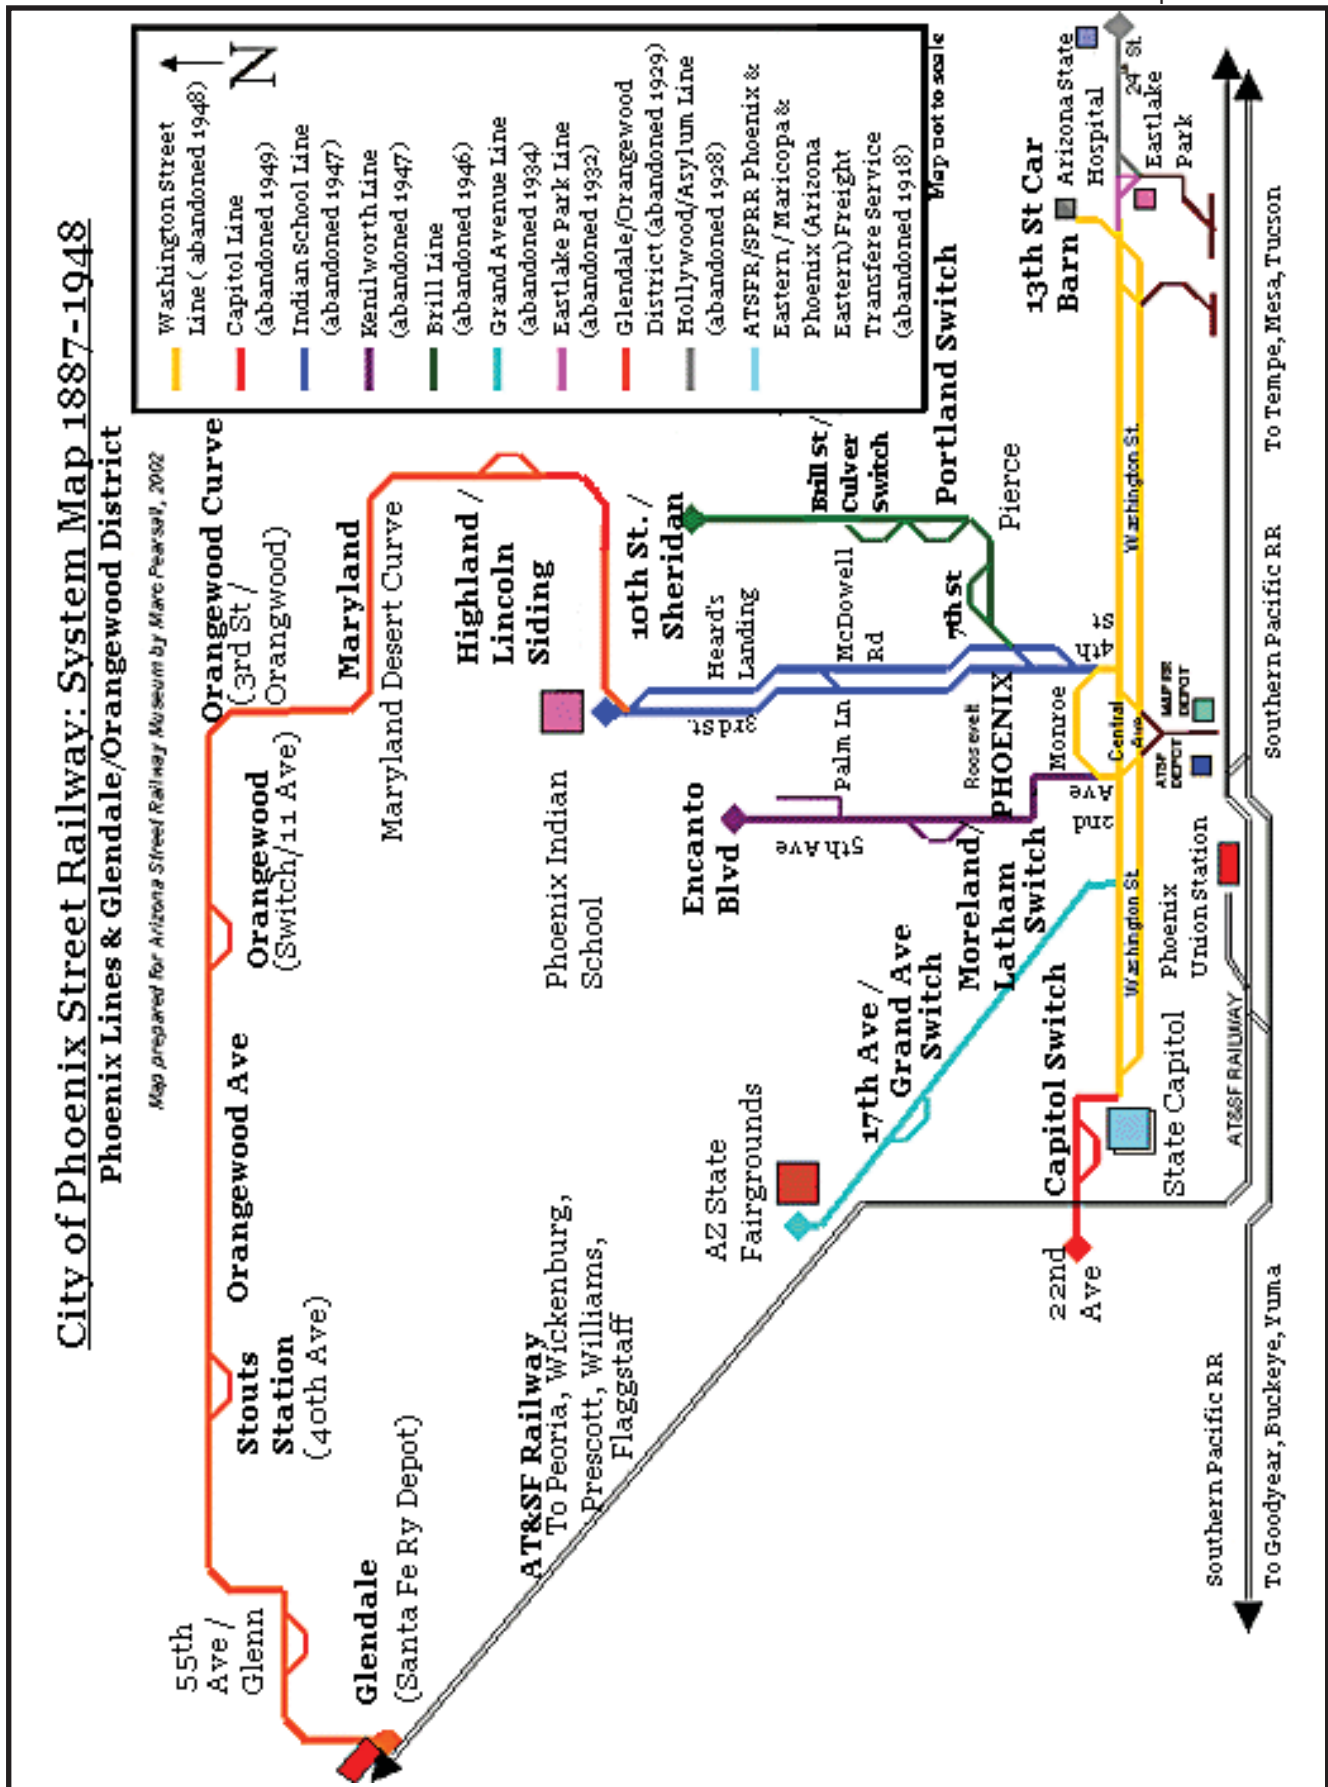 City of Phoenix Street Railway: System Map 1887-1948
Phoenix Lines & Glendale/Orangewood District
Map prepared for Arizona Street Railway Museum by Marc Pearsall, 2002
N
Washington Street
Line ( abandoned 1948)
Capitol Line
(abandoned 1949)
Indian School Line
(abandoned 1947)
Kenilworth Line
(abandoned 1947)
Brill Line
(abandoned 1946)
Grand Avenue Line
(abandoned 1934)
Eastlake Park Line
(abandoned 1932)
Glendale/Orangewood
District (abandoned 1929)
Hollywood/Asylum Line
(abandoned 1928)
ATSFR/SPRR Phoenix &
Eastern / Maricopa &
Phoenix (Arizona
Eastern) Freight
Transfere Service
(abandoned 1918)
Map not to scale
55th
Ave /
Glenn
Glendale
(Santa Fe Ry Depot)
Stouts
Station
(40th Ave)
Orangewood Ave
Orangewood
(Switch/11 Ave)
Orangewood Curve
(3rd St /
Orangwood)
Maryland
Maryland Desert Curve
Highland /
Lincoln
Siding
Phoenix Indian
School
10th St. /
Sheridan
AT&SF Railway
To Peoria, Wickenburg,
Prescott, Williams,
Flaggstaff
AZ State
Fairgrounds
Encanto
Blvd
Heard's
Landing
3rd St.
Brill st /
Culver
Switch
Portland Switch
McDowell
Rd
Palm Ln
5th Ave
7th st
Pierce
17th Ave /
Grand Ave
Switch
Moreland/
Latham
Switch
Roosevelt
PHOENIX
Monroe
2nd
Ave
4th
St
Central
Ave
13th St Car
Barn
Arizona State
Hospital
24 St.
Eastlake
Park
Capitol Switch
22nd
Ave
State Capitol
Washington St.
Washington St.
Phoenix
Union Station
ATSF
DEPOT
M&P RR
DEPOT
AT&SF RAILWAY
Southern Pacific RR
To Goodyear, Buckeye, Yuma
Southern Pacific RR
To Tempe, Mesa, Tucson